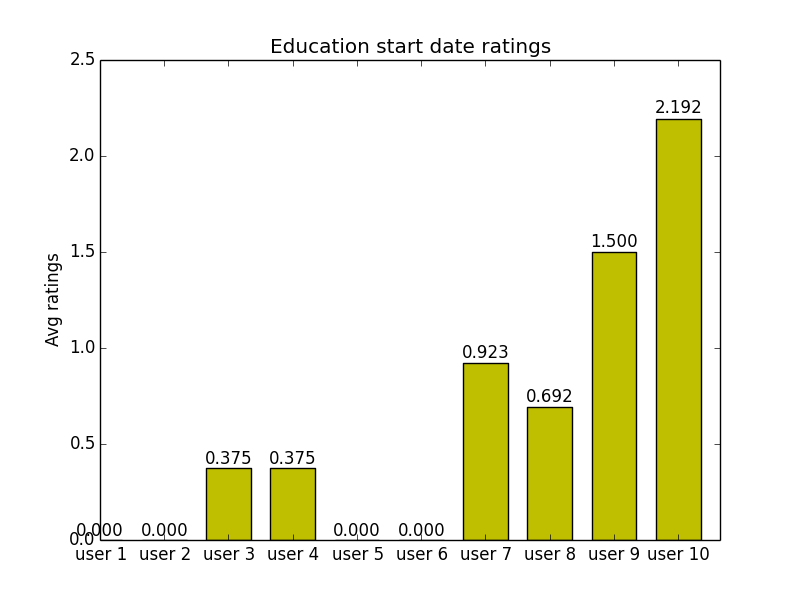 Education start date ratings
2.5
2.192
2.0
1.5
1.500
Avg ratings
1.0
0.923
0.692
0.5
0.375 0.375
0.000 0.000 0.000 0.000
0.0
user 1 user 2 user 3 user 4 user 5 user 6 user 7 user 8 user 9 user 10